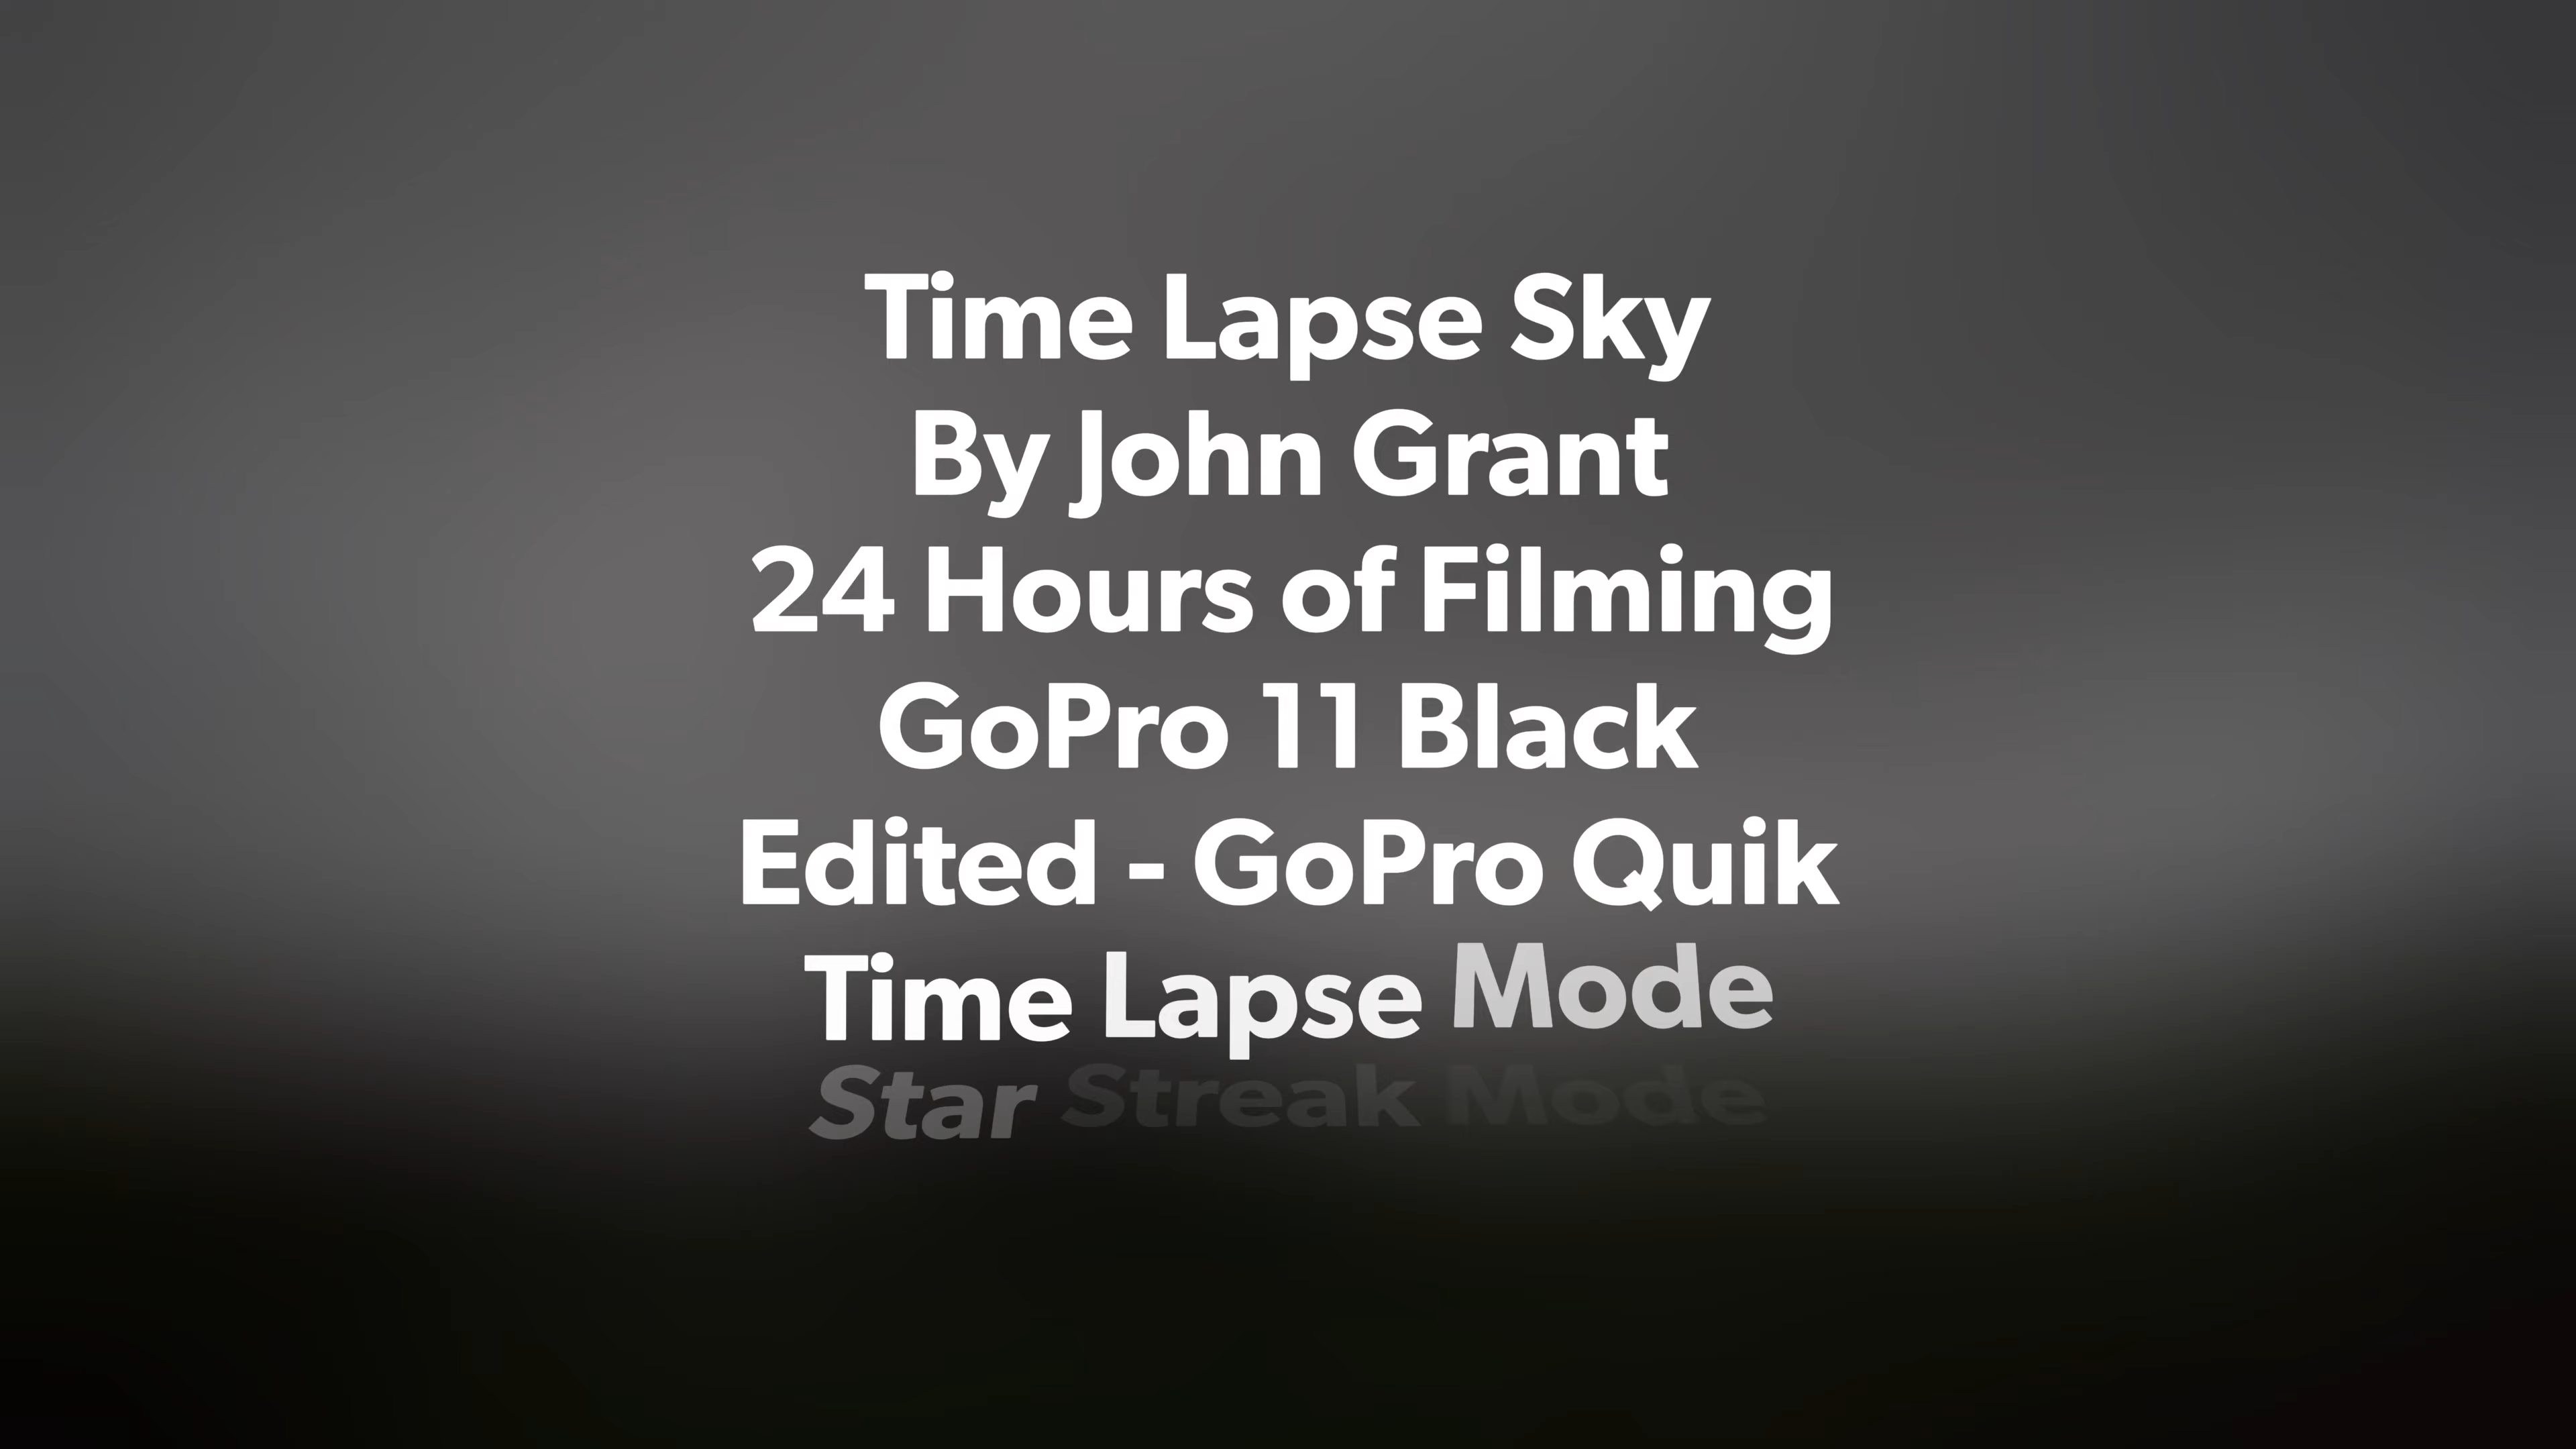 Time Lapse Sky
By John Grant
24 Hours of Filming
GoPro 11 Black
Edited - GoPro Quik
Time Lapse Mode
Star Streak Mode